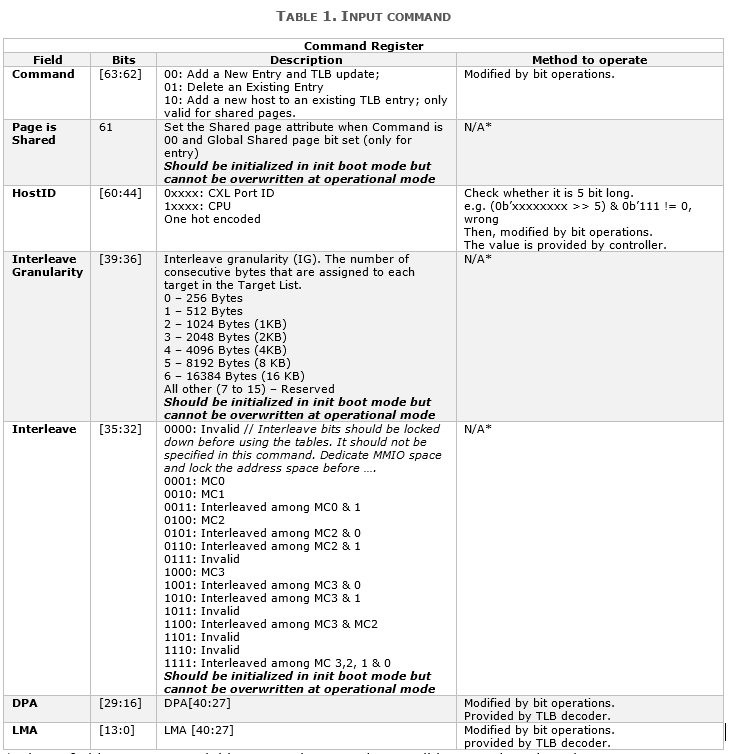 TABLE 1. INPUT COMMAND
Command Register
Field Bits Description Method to operate
Command [63:62] 00: Add a New Entry and TLB update; Modified by bit operations.
01: Delete an Existing Entry
10: Add a new host to an existing TLB entry; only
valid for shared pages.
Page is 61 Set the Shared page attribute when Command is N/A*
Shared 00 and Global Shared page bit set (only for
entry)
Should be initialized in init boot mode but
cannot be overwritten at operational mode
HostID [60:44] 0xxxx: CXL Port ID Check whether it is 5 bit long.
1xxxx: CPU e.g. (0b'xxxxxxxx >> 5) & 0b'111 != 0,
One hot encoded wrong
Then, modified by bit operations.
The value is provided by controller.
Interleave [39:36] Interleave granularity (IG). The number of N/A*
Granularity consecutive bytes that are assigned to each
target in the Target List.
0 – 256 Bytes
1 – 512 Bytes
2 – 1024 Bytes (1KB)
3 – 2048 Bytes (2KB)
4 – 4096 Bytes (4KB)
5 – 8192 Bytes (8 KB)
6 – 16384 Bytes (16 KB)
All other (7 to 15) – Reserved
Should be initialized in init boot mode but
cannot be overwritten at operational mode
Interleave [35:32] 0000: Invalid // Interleave bits should be locked N/A*
down before using the tables. It should not be
specified in this command. Dedicate MMIO space
and lock the address space before ….
0001: MC0
0010: MC1
0011: Interleaved among MC0 & 1
0100: MC2
0101: Interleaved among MC2 & 0
0110: Interleaved among MC2 & 1
0111: Invalid
1000: MC3
1001: Interleaved among MC3 & 0
1010: Interleaved among MC3 & 1
1011: Invalid
1100: Interleaved among MC3 & MC2
1101: Invalid
1110: Invalid
1111: Interleaved among MC 3,2, 1 & 0
Should be initialized in init boot mode but
cannot be overwritten at operational mode
DPA [29:16] DPA[40:27] Modified by bit operations.
Provided by TLB decoder.
LMA [13:0] LMA [40:27] Modified by bit operations.
provided by TLB decoder.